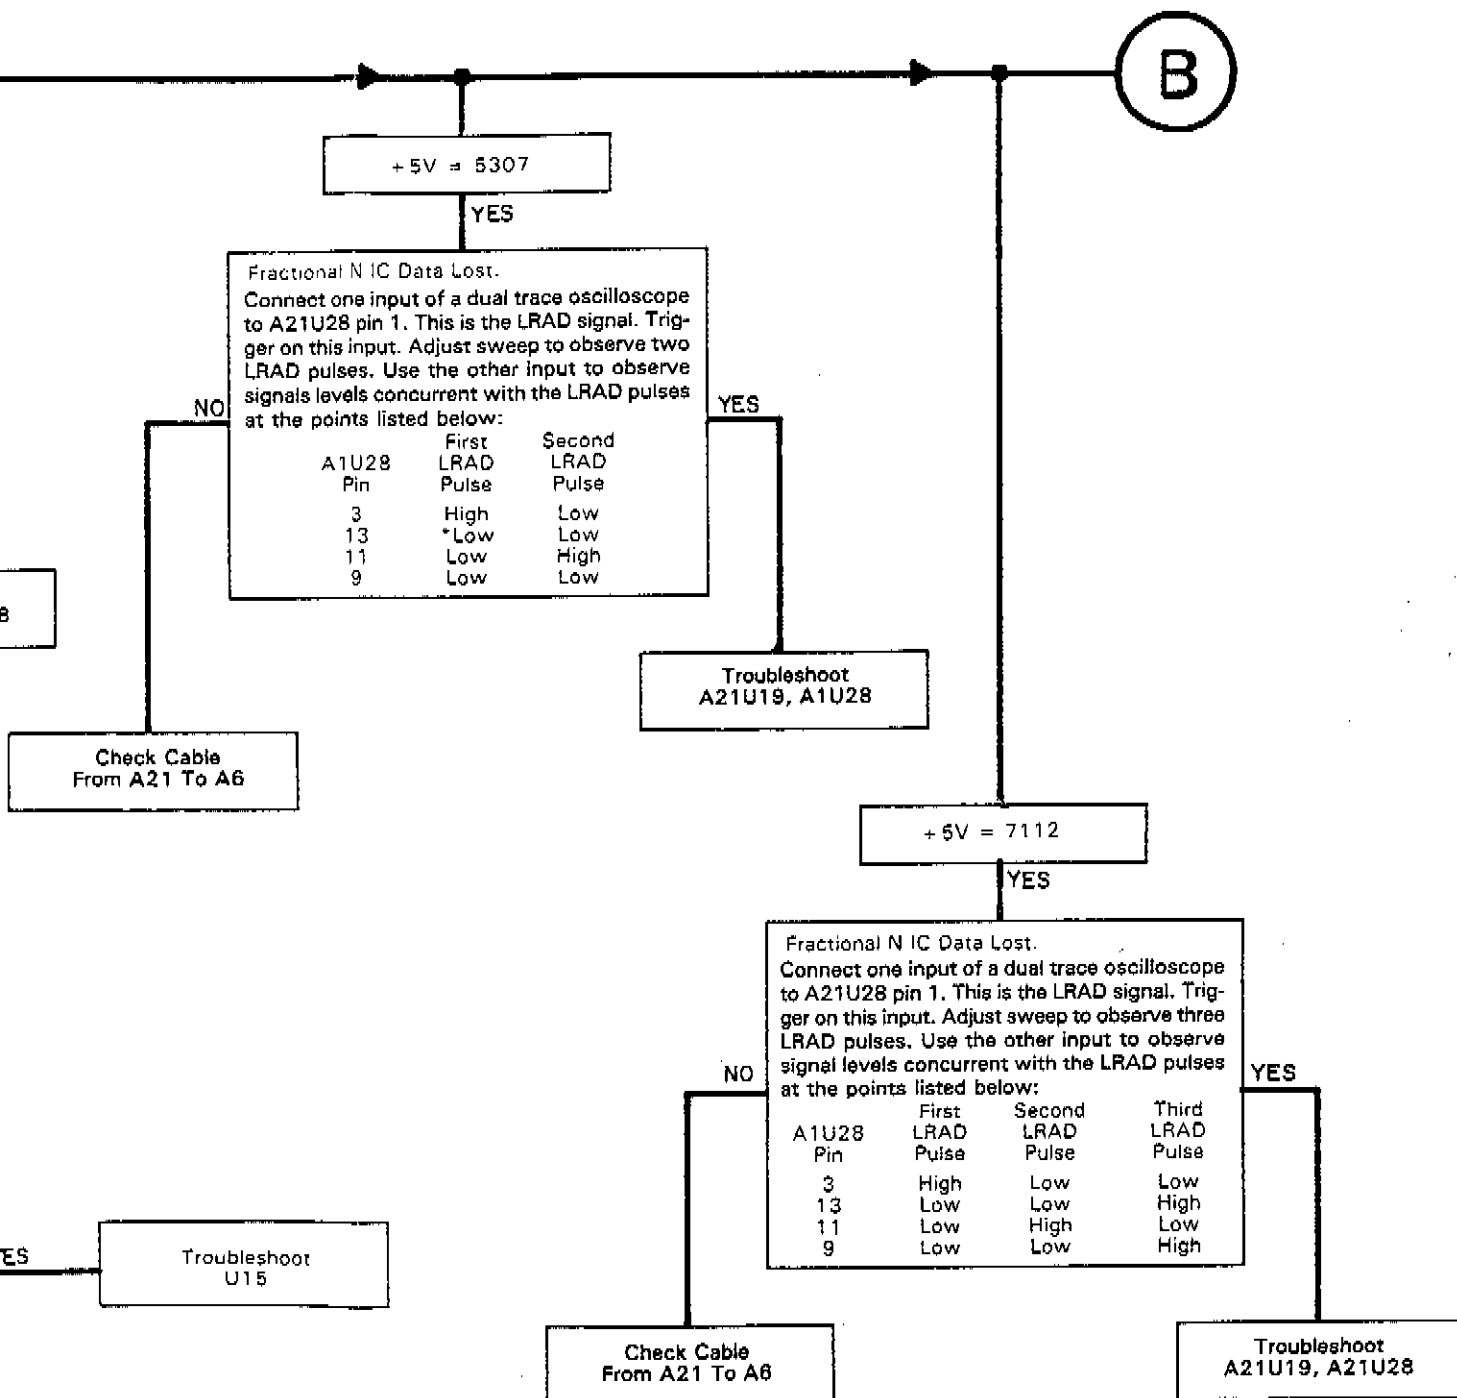 B
+5V = 5307
YES
Fractional N IC Data Lost.
Connect one input of a dual trace oscilloscope
to A21U28 pin 1. This is the LRAD signal. Trig-
ger on this input. Adjust sweep to observe two
LRAD pulses. Use the other input to observe
signals levels concurrent with the LRAD pulses
at the points listed below:
First Second
A1U28 LRAD LRAD
Pin Pulse Pulse
3 High Low
13 *Low Low
11 Low High
9 Low Low
NO
YES
8
Troubleshoot
A21U19, A1U28
Check Cable
From A21 To A6
+5V = 7112
YES
Fractional N IC Data Lost.
Connect one input of a dual trace oscilloscope
to A21U28 pin 1. This is the LRAD signal. Trig-
ger on this input. Adjust sweep to observe three
LRAD pulses. Use the other input to observe
signal levels concurrent with the LRAD pulses
at the points listed below:
First Second Third
A1U28 LRAD LRAD LRAD
Pin Pulse Pulse Pulse
3 High Low Low
13 Low Low High
11 Low High Low
9 Low Low High
NO
YES
ES
Troubleshoot
U15
Check Cable
From A21 To A6
Troubleshoot
A21U19, A21U28